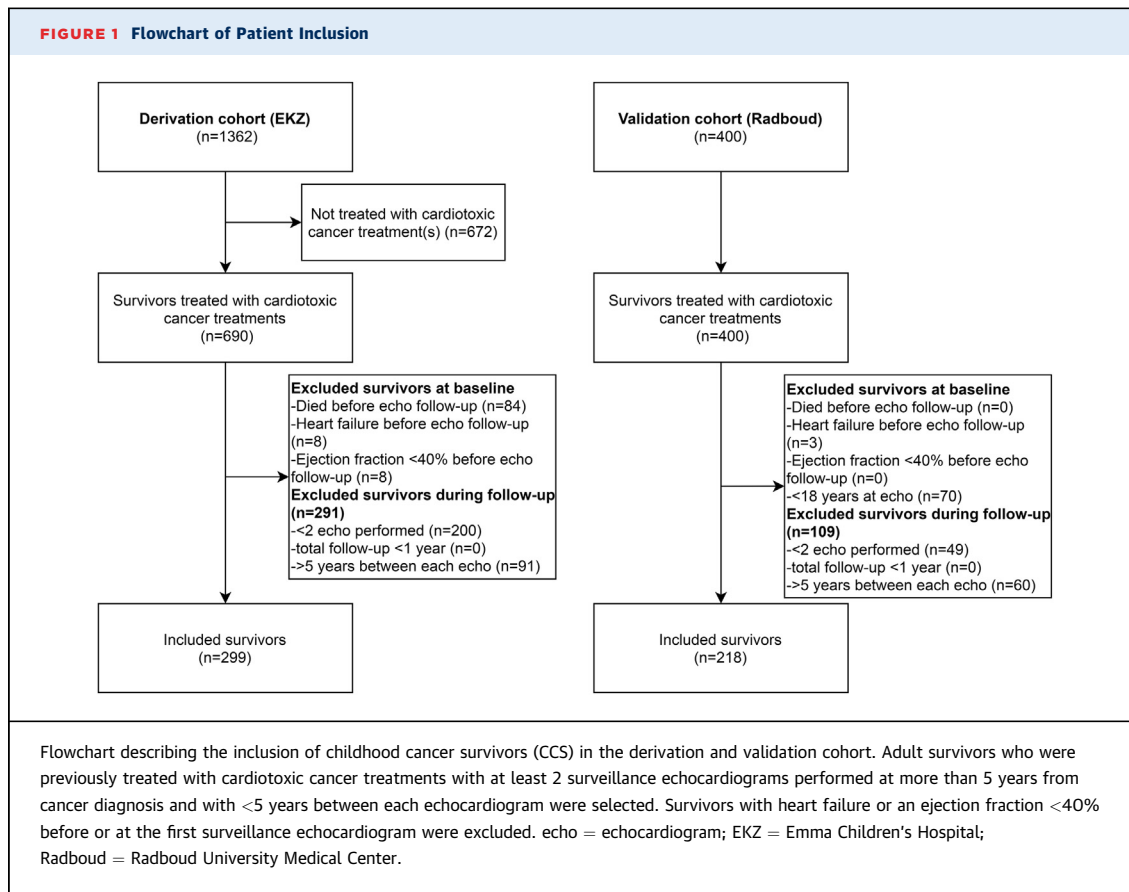 FIGURE 1 Flowchart of Patient Inclusion
Derivation cohort (EKZ)
(n=1362)
Not treated with cardiotoxic
cancer treatment(s) (n=672)
Survivors treated with cardiotoxic
cancer treatments
(n=690)
Excluded survivors at baseline
-Died before echo follow-up (n=84)
-Heart failure before echo follow-up
(n=8)
-Ejection fraction <40% before echo
follow-up (n=8)
Excluded survivors during follow-up
(n=291)
-<2 echo performed (n=200)
-total follow-up <1 year (n=0)
->5 years between each echo (n=91)
Included survivors
(n=299)
Validation cohort (Radboud)
(n=400)
Survivors treated with cardiotoxic
cancer treatments
(n=400)
Excluded survivors at baseline
-Died before echo follow-up (n=0)
-Heart failure before echo follow-up
(n=3)
-Ejection fraction <40% before echo
follow-up (n=0)
-<18 years at echo (n=70)
Excluded survivors during follow-up
(n=109)
-<2 echo performed (n=49)
-total follow-up <1 year (n=0)
->5 years between each echo (n=60)
Included survivors
(n=218)
Flowchart describing the inclusion of childhood cancer survivors (CCS) in the derivation and validation cohort. Adult survivors who were
previously treated with cardiotoxic cancer treatments with at least 2 surveillance echocardiograms performed at more than 5 years from
cancer diagnosis and with <5 years between each echocardiogram were selected. Survivors with heart failure or an ejection fraction <40%
before or at the first surveillance echocardiogram were excluded. echo = echocardiogram; EKZ = Emma Children's Hospital;
Radboud = Radboud University Medical Center.